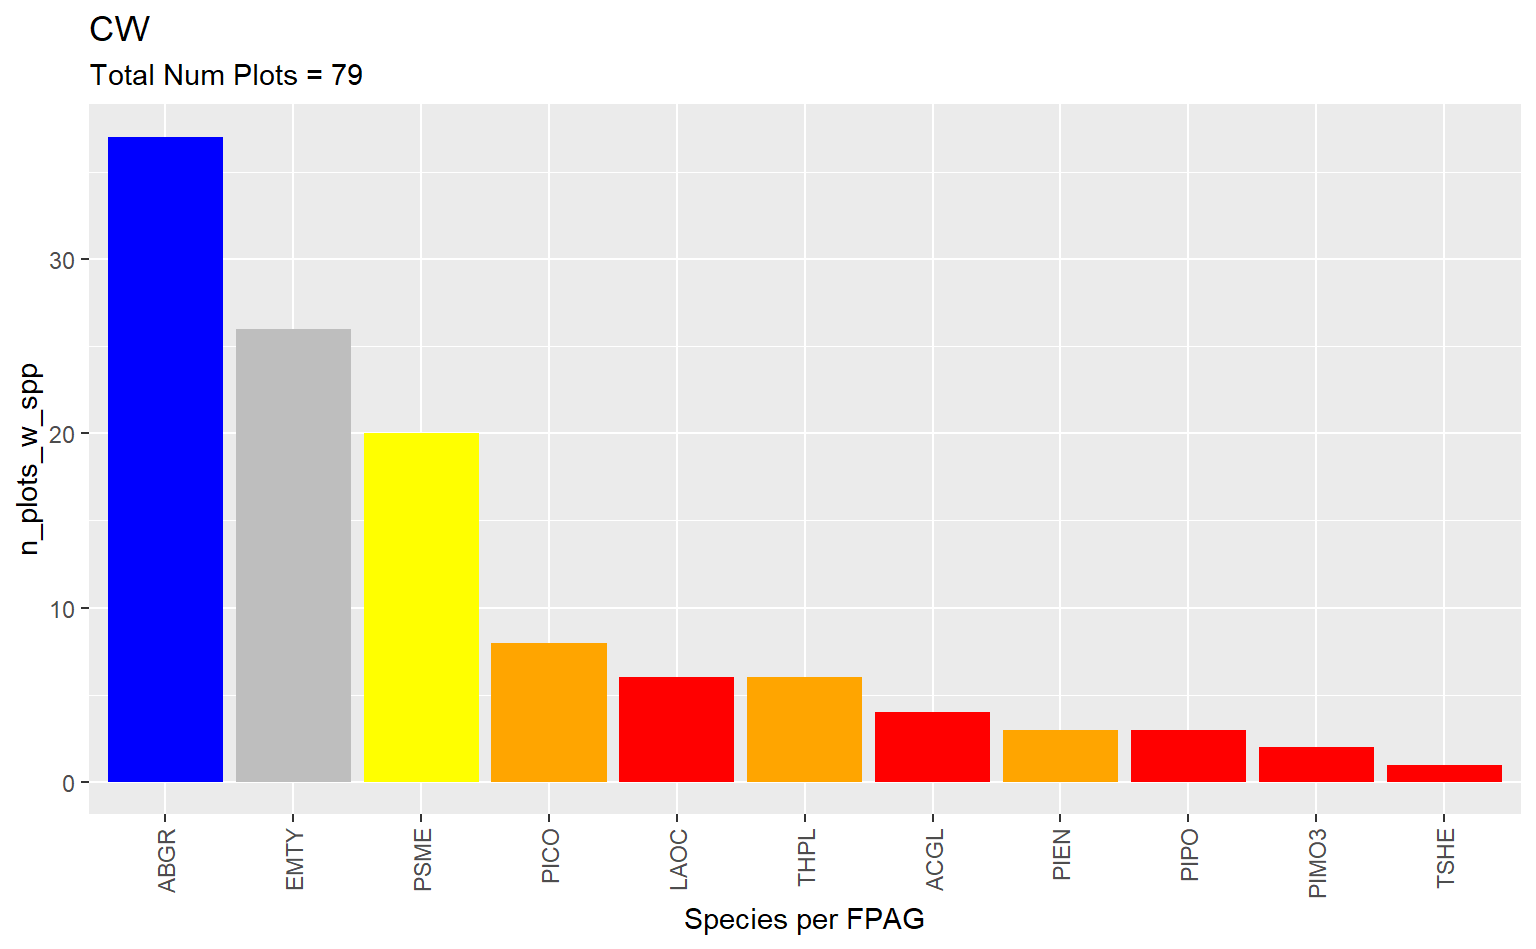 CW
Total Num Plots = 79
n_plots_w_spp
30
20
10
0
ABGR
EMTY
PSME
PICO
LAOC
THPL
ACGL
PIEN
PIPO
PIMO3
TSHE
Species per FPAG